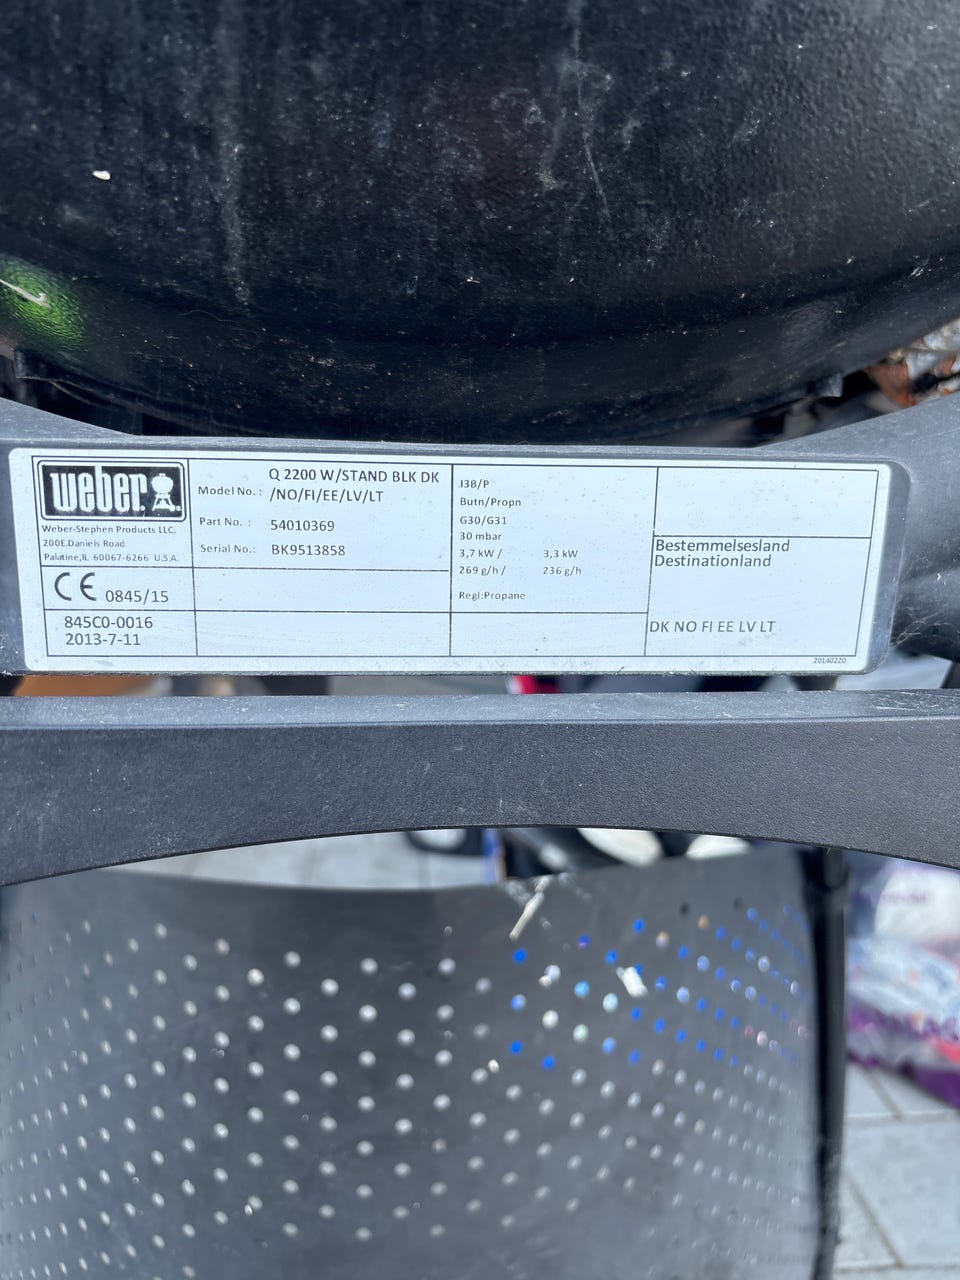 weber.
Weber-Stephen Products LLC.
200E.Daniels Road
Palatine,IL 60067-6266 U.S.A.
CE 0845/15
845C0-0016
2013-7-11
Model No. : Q 2200 W/STAND BLK DK
/NO/FI/EE/LV/LT
Part No. : 54010369
Serial No.: BK9513858
I3B/P
Butn/Propn
G30/G31
30 mbar
3,7 kW / 3,3 kW
269 g/h / 236 g/h
Regl:Propane
Bestemmelsesland
Destinationland
DK NO FI EE LV LT
20140220